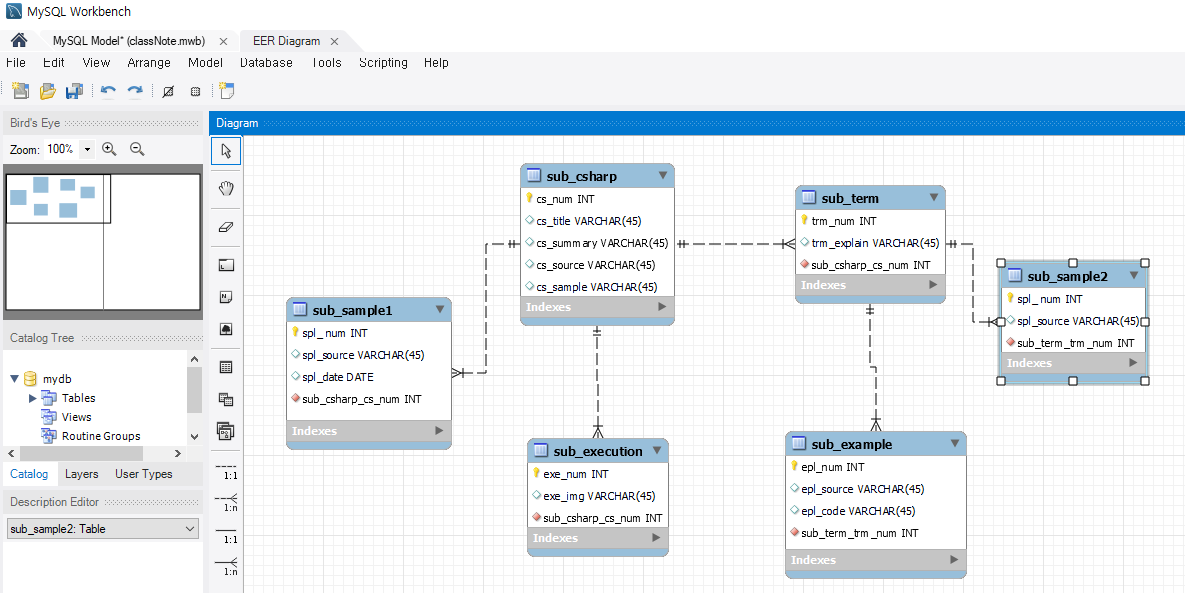 MySQL Workbench
MySQL Model* (classNote.mwb) × EER Diagram ×
File Edit View Arrange Model Database Tools Scripting Help
Bird's Eye
Zoom: 100%
Catalog Tree
mydb
Tables
Views
Routine Groups
Catalog Layers User Types
Description Editor
sub_sample2: Table
Diagram
1:1
1:n
1:1
1:n
sub_sample1
spl_num INT
spl_source VARCHAR(45)
spl_date DATE
sub_csharp_cs_num INT
Indexes
sub_csharp
cs_num INT
cs_title VARCHAR(45)
cs_summary VARCHAR(45)
cs_source VARCHAR(45)
cs_sample VARCHAR(45)
Indexes
sub_execution
exe_num INT
exe_img VARCHAR(45)
sub_csharp_cs_num INT
Indexes
sub_term
trm_num INT
trm_explain VARCHAR(45)
sub_csharp_cs_num INT
Indexes
sub_example
epl_num INT
epl_source VARCHAR(45)
epl_code VARCHAR(45)
sub_term_trm_num INT
Indexes
sub_sample2
spl_num INT
spl_source VARCHAR(45)
sub_term_trm_num INT
Indexes